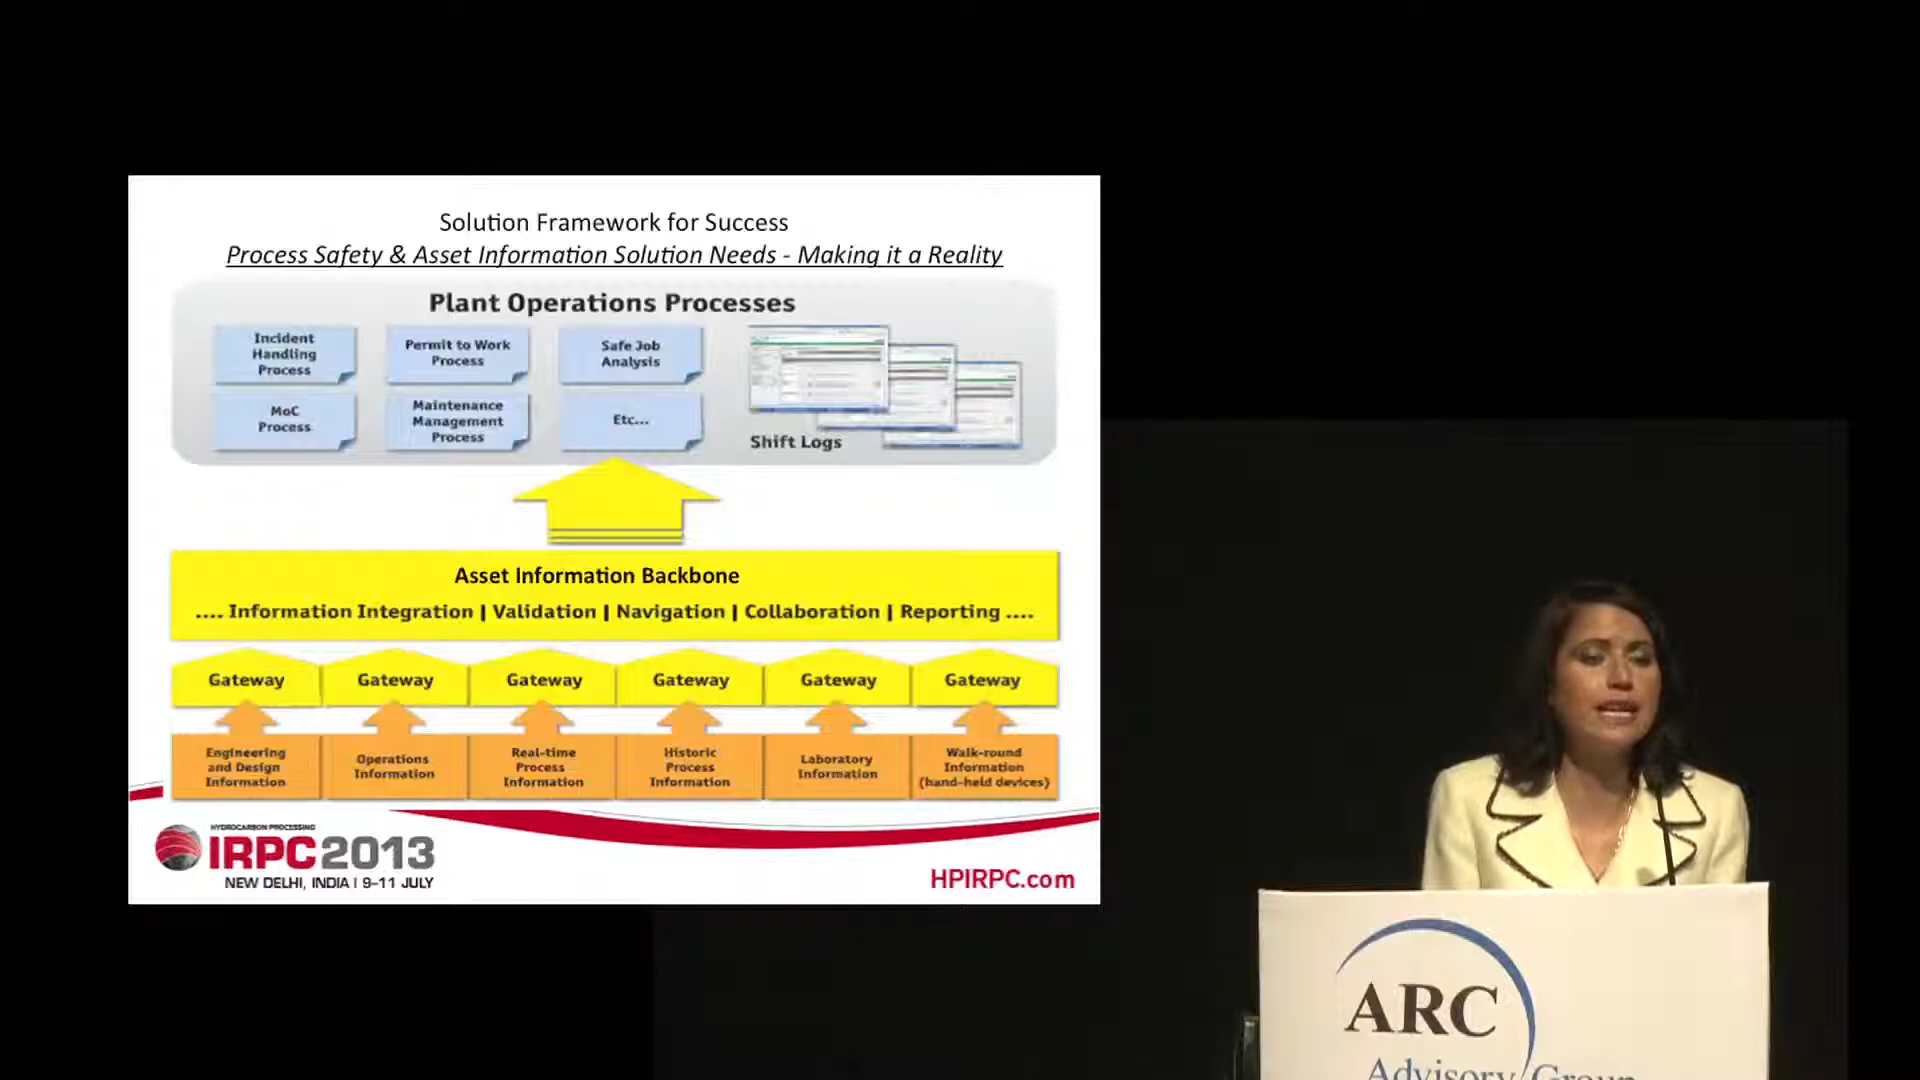 Solution Framework for Success
Process Safety & Asset Information Solution Needs - Making it a Reality
Plant Operations Processes
Incident
Handling
Process
Permit to Work
Process
Safe Job
Analysis
MoC
Process
Maintenance
Management
Process
Etc...
Shift Logs
Asset Information Backbone
.... Information Integration | Validation | Navigation | Collaboration | Reporting ....
Gateway
Gateway
Gateway
Gateway
Gateway
Gateway
Engineering
and Design
Information
Operations
Information
Real-time
Process
Information
Historic
Process
Information
Laboratory
Information
Walk-round
Information
(hand-held devices)
HYDROCARBON PROCESSING
IRPC 2013
NEW DELHI, INDIA | 9–11 JULY
HPIRPC.com
ARC
Advisory Group